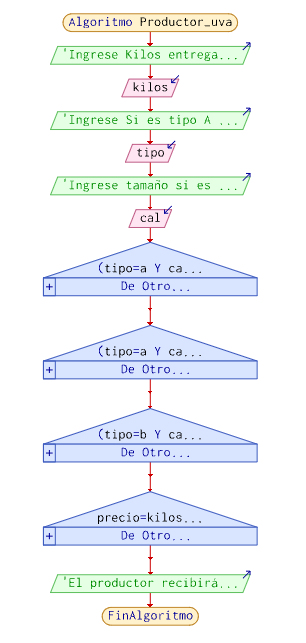 Algoritmo Productor_uva
'Ingrese Kilos entrega...
kilos
'Ingrese Si es tipo A ...
tipo
'Ingrese tamaño si es ...
cal
(tipo=a Y ca...
+ De Otro...
(tipo=a Y ca...
+ De Otro...
(tipo=b Y ca...
+ De Otro...
precio=kilos...
+ De Otro...
'El productor recibirá...
FinAlgoritmo